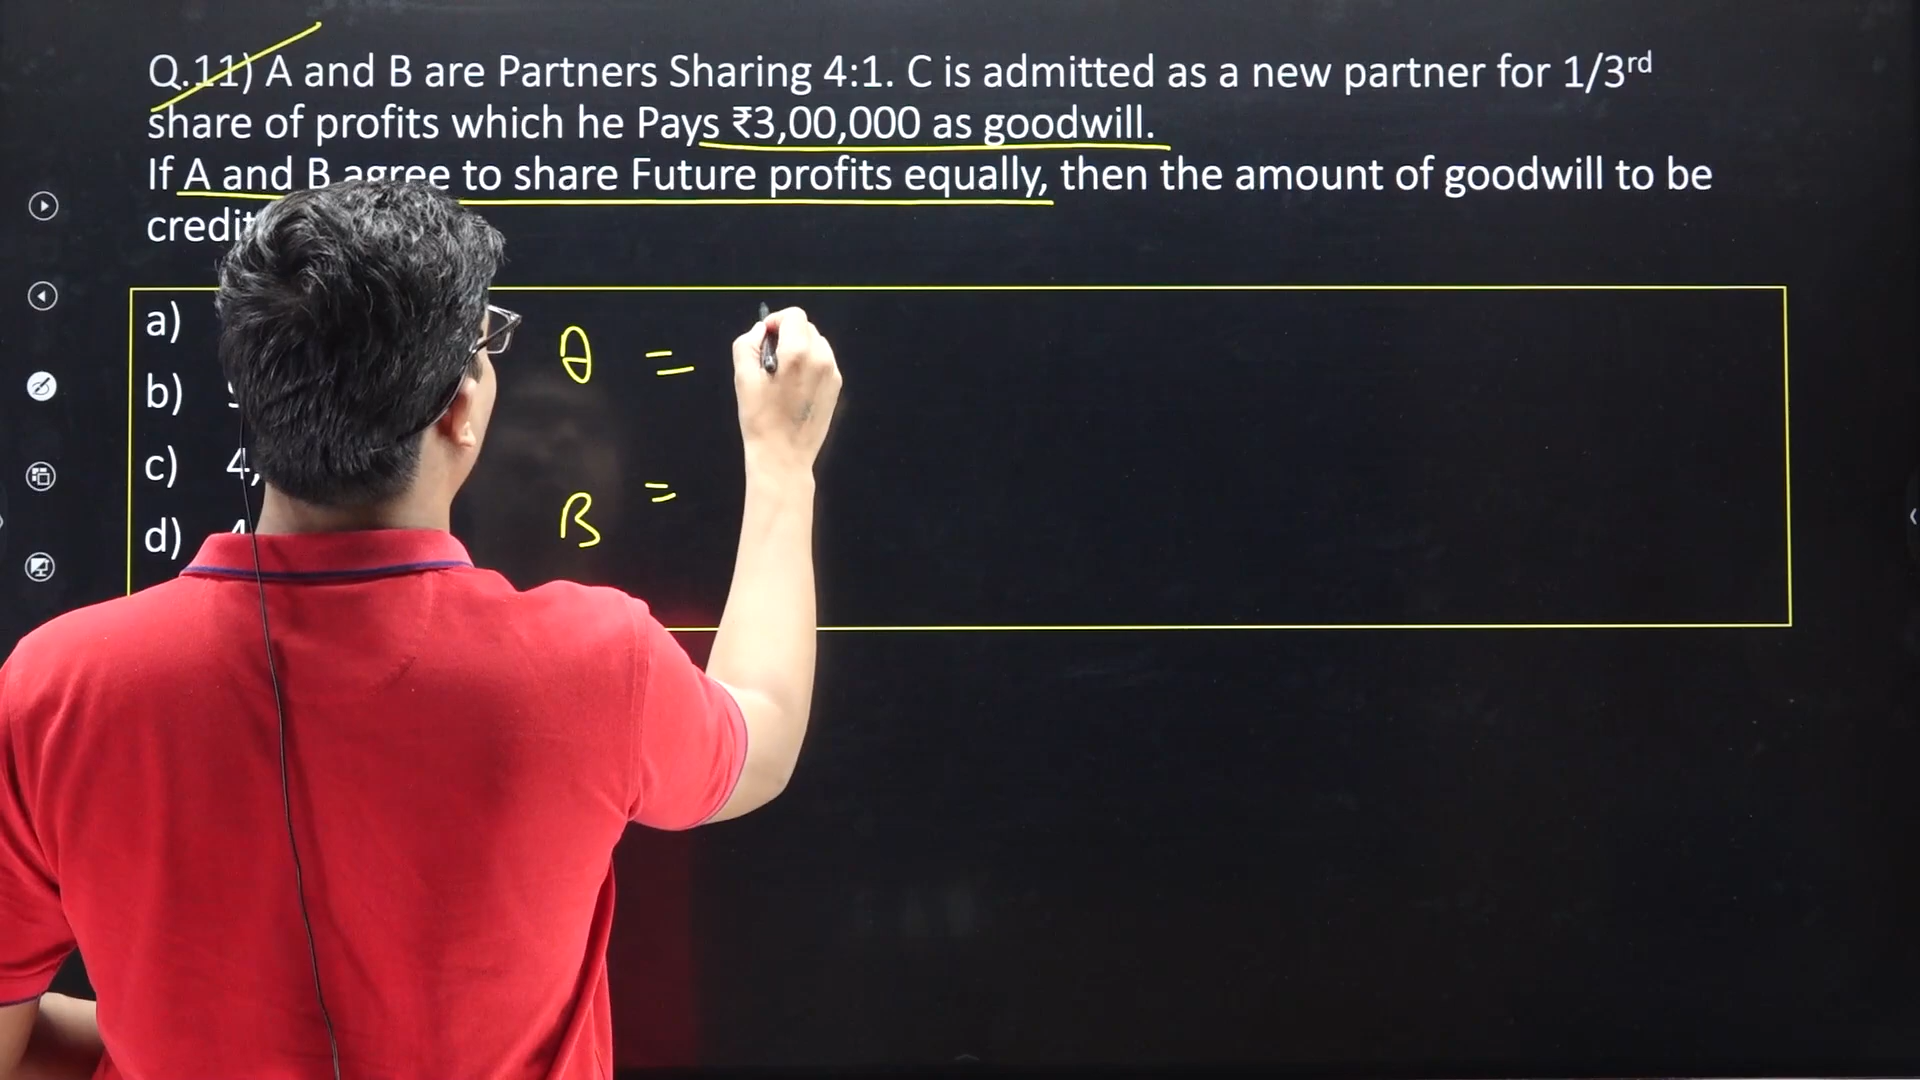 Q.11) A and B are Partners Sharing 4:1. C is admitted as a new partner for 1/3rd
share of profits which he Pays ₹3,00,000 as goodwill.
If A and B agree to share Future profits equally, then the amount of goodwill to be
credit
a)
b)
c) 4,
d) 4
A =
B =